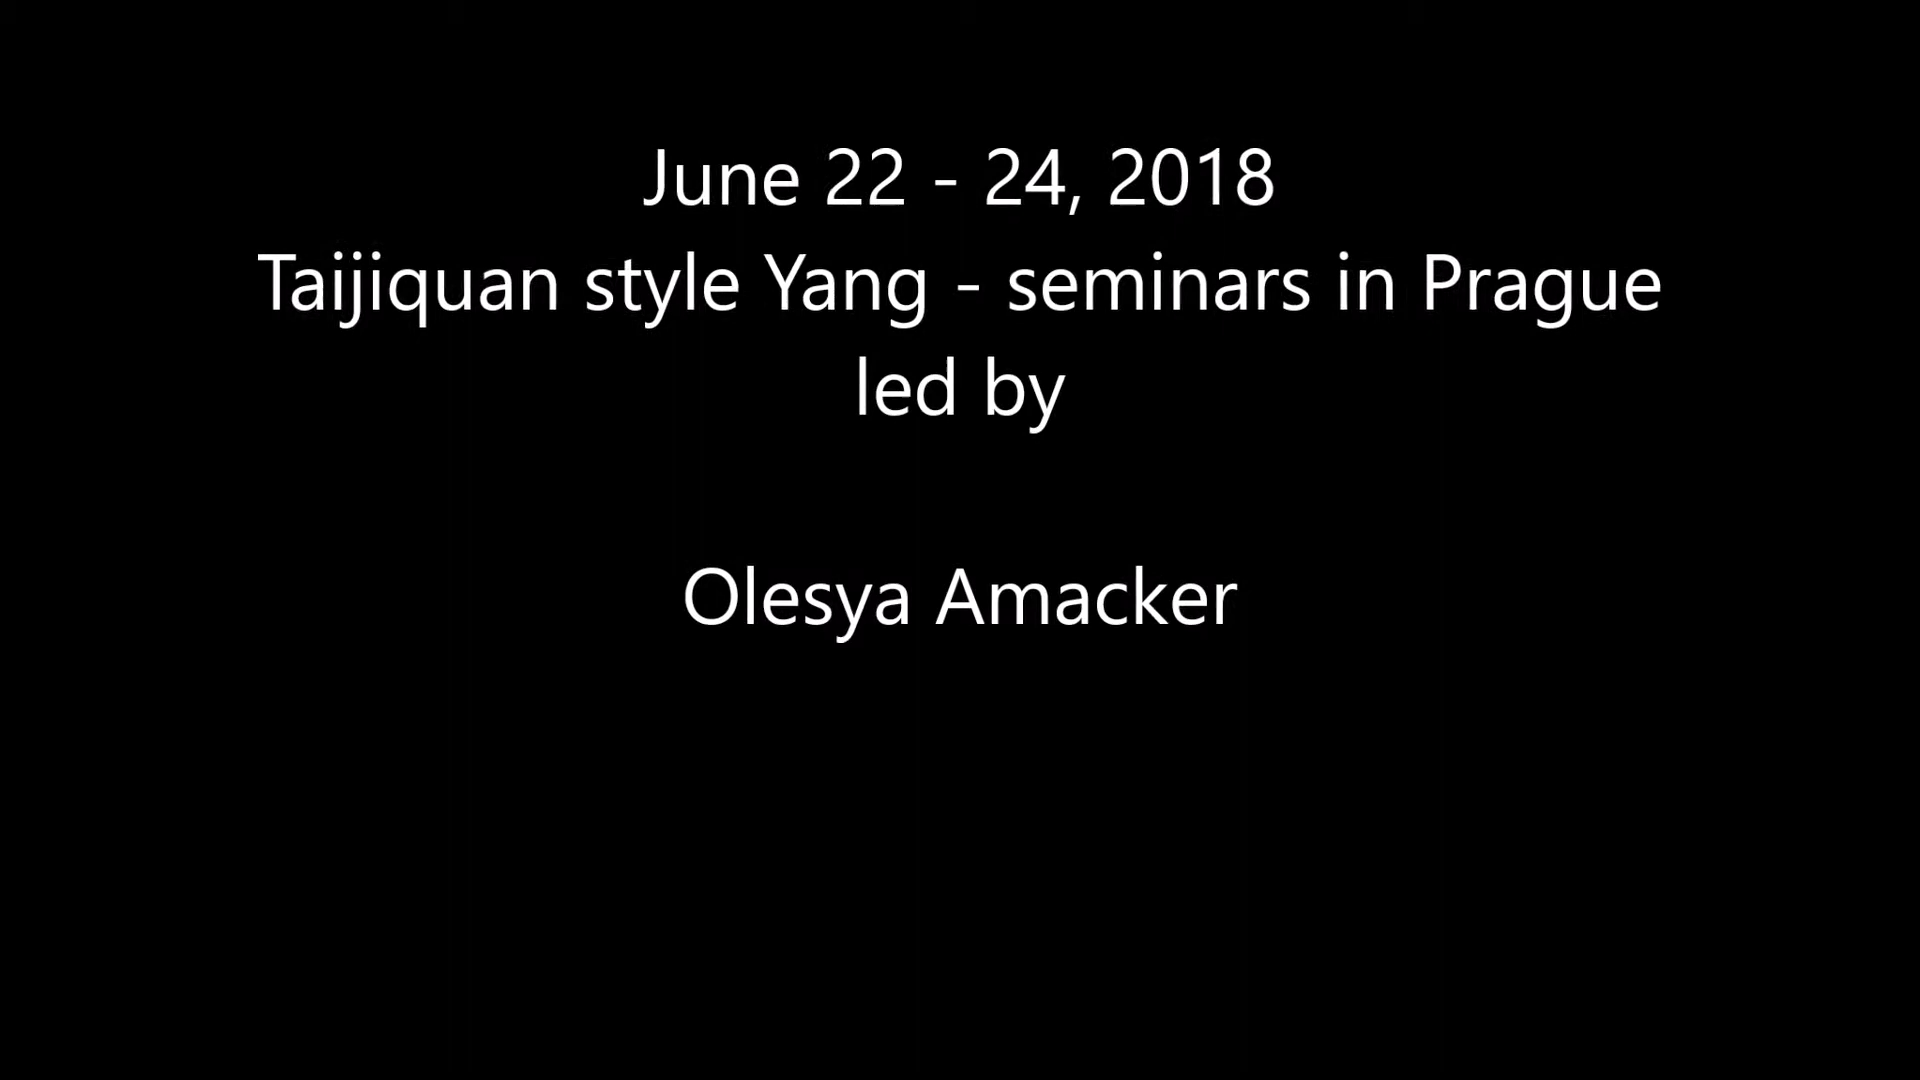 June 22 - 24, 2018
Taijiquan style Yang - seminars in Prague
led by
Olesya Amacker